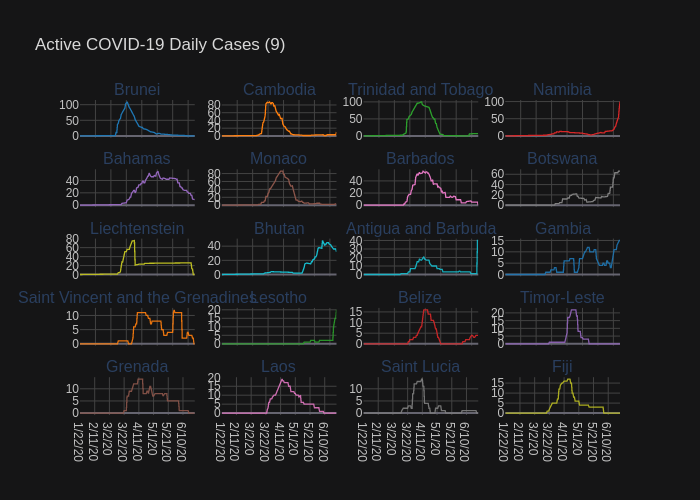 Active COVID-19 Daily Cases (9)
Brunei Cambodia Trinidad and Tobago Namibia
100 50 0 80 60 40 20 0 100 50 0 100 50 0
Bahamas Monaco Barbados Botswana
40 20 0 80 60 40 20 0 40 20 0 60 40 20 0
Liechtenstein Bhutan Antigua and Barbuda Gambia
80 60 40 20 0 40 20 0 40 30 20 10 0 15 10 5 0
Saint Vincent and the Grenadines Lesotho Belize Timor-Leste
10 5 0 20 15 10 5 0 15 10 5 0 20 15 10 5 0
Grenada Laos Saint Lucia Fiji
10 5 0 20 15 10 5 0 10 5 0 15 10 5 0
1/22/20 2/11/20 3/2/20 3/22/20 4/11/20 5/1/20 5/21/20 6/10/20 1/22/20 2/11/20 3/2/20 3/22/20 4/11/20 5/1/20 5/21/20 6/10/20 1/22/20 2/11/20 3/2/20 3/22/20 4/11/20 5/1/20 5/21/20 6/10/20 1/22/20 2/11/20 3/2/20 3/22/20 4/11/20 5/1/20 5/21/20 6/10/20